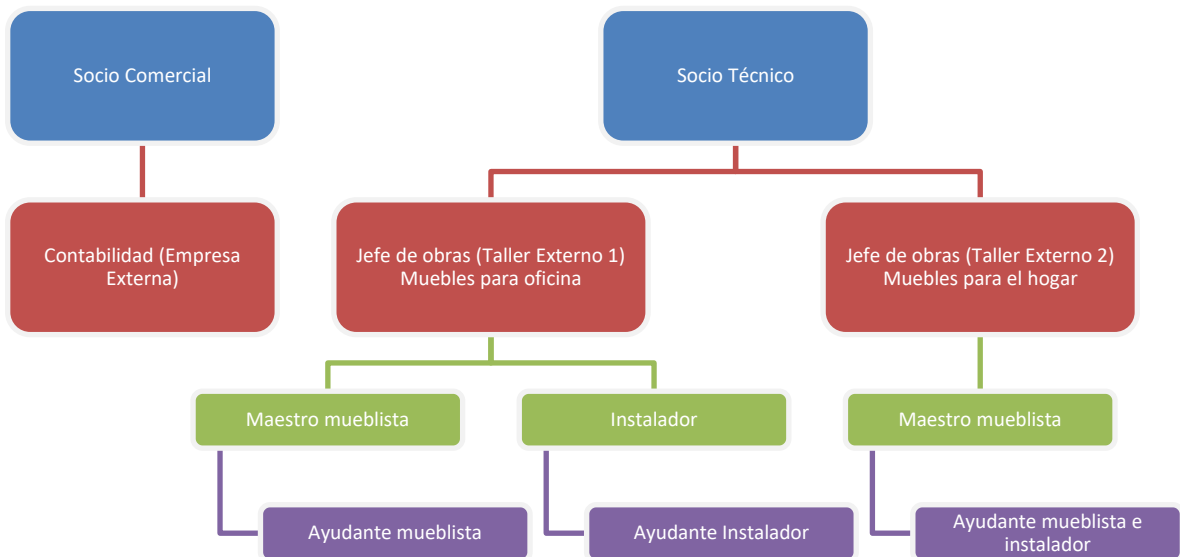 Socio Comercial
Socio Técnico
Contabilidad (Empresa
Externa)
Jefe de obras (Taller Externo 1)
Muebles para oficina
Jefe de obras (Taller Externo 2)
Muebles para el hogar
Maestro mueblista
Instalador
Maestro mueblista
Ayudante mueblista
Ayudante Instalador
Ayudante mueblista e
instalador